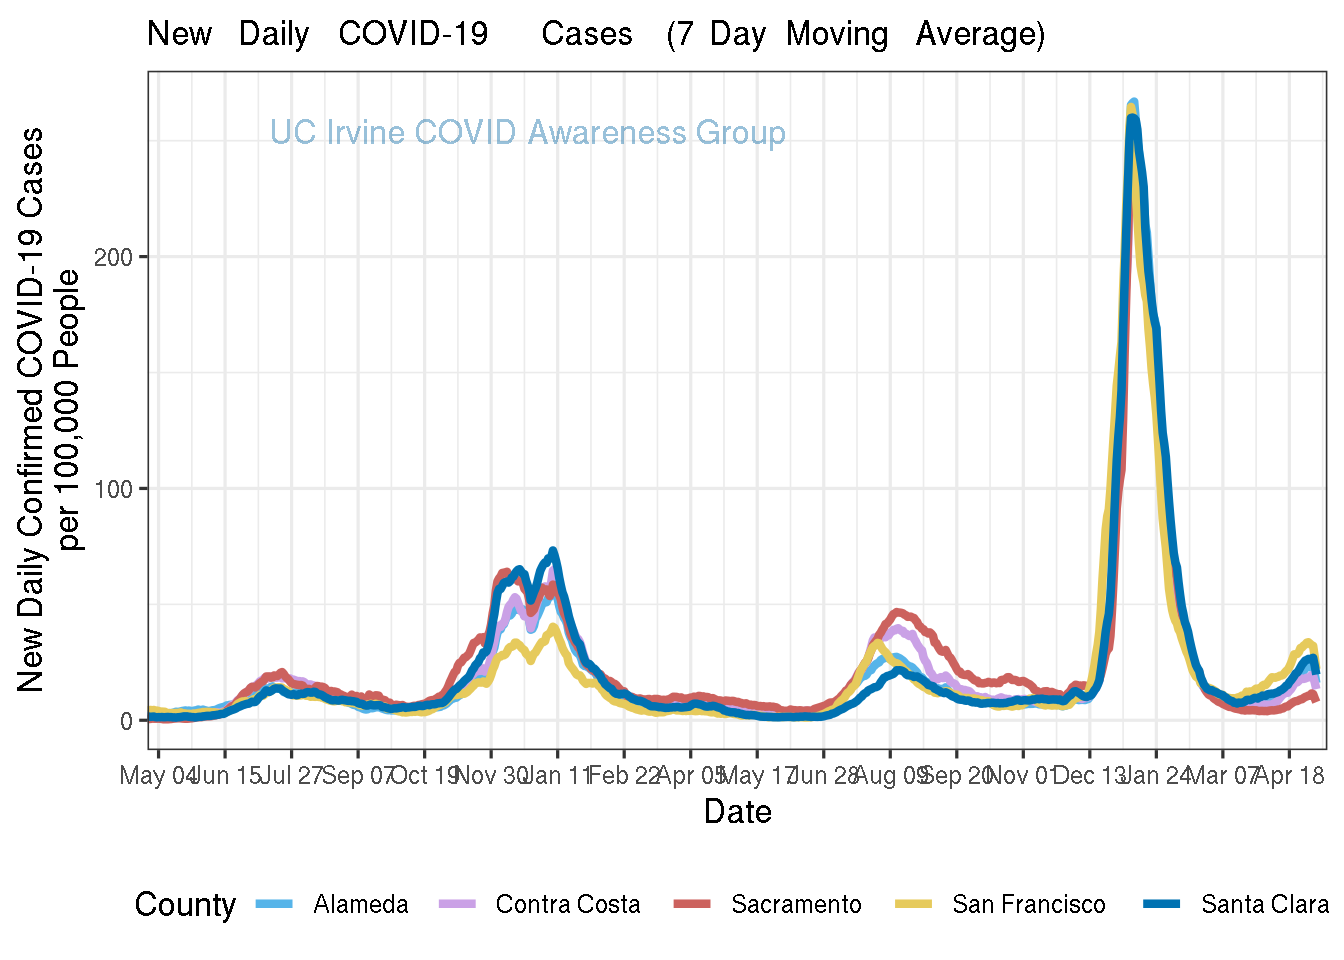 New Daily COVID-19 Cases (7 Day Moving Average)
UC Irvine COVID Awareness Group
New Daily Confirmed COVID-19 Cases
per 100,000 People
200
100
0
May 04 Jun 15 Jul 27 Sep 07 Oct 19 Nov 30 Jan 11 Feb 22 Apr 05 May 17 Jun 28 Aug 09 Sep 20 Nov 01 Dec 13 Jan 24 Mar 07 Apr 18
Date
County Alameda Contra Costa Sacramento San Francisco Santa Clara